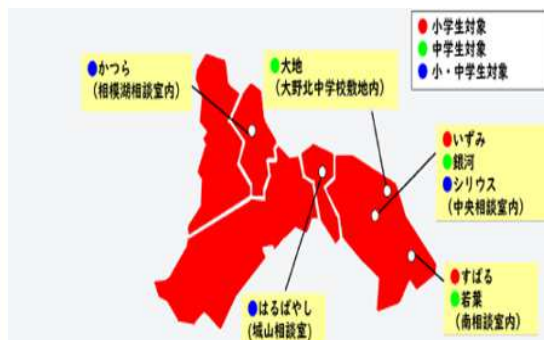 ●小学生対象
●中学生対象
●小・中学生対象
●かつら
(相模湖相談室内)
●大地
(大野北中学校敷地内)
●いずみ
●銀河
●シリウス
(中央相談室内)
●すばる
●若葉
(南相談室内)
●はるばやし
(城山相談室)